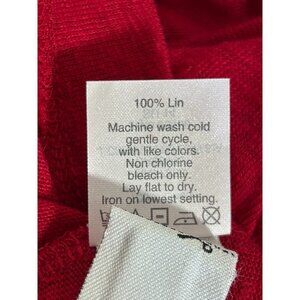 100% Lin
Machine wash cold
gentle cycle,
with like colors.
Non chlorine
bleach only.
Lay flat to dry.
Iron on lowest setting.